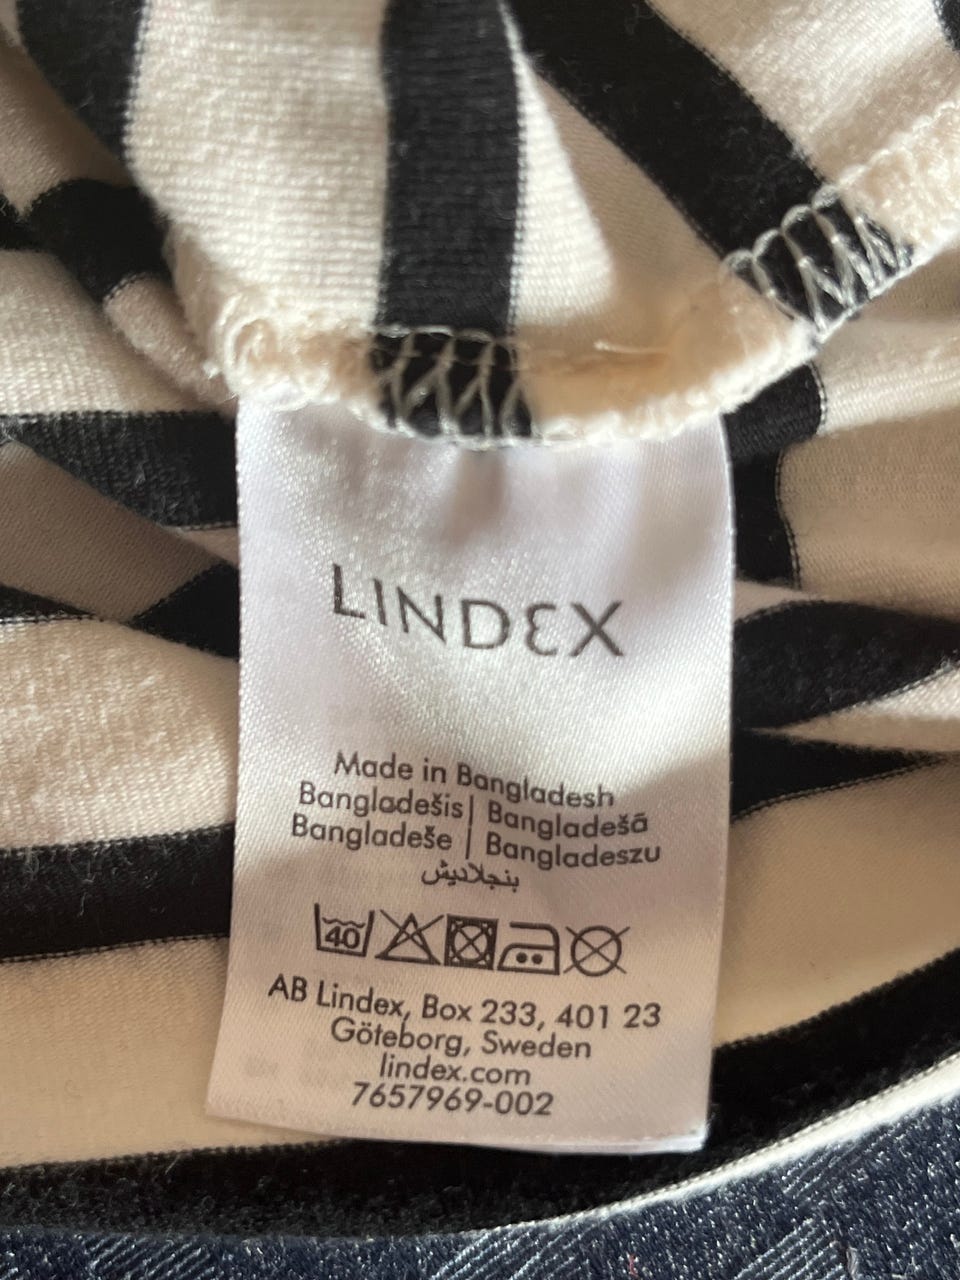 LINDEX
Made in Bangladesh
Bangladešis | Bangladešā
Bangladeše | Bangladeszu
بنجلاديش
40
AB Lindex, Box 233, 401 23
Göteborg, Sweden
lindex.com
7657969-002